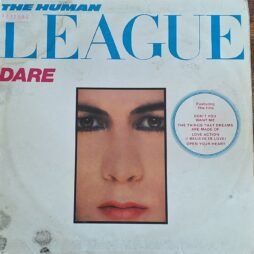 THE HUMAN
LEAGUE
DARE
Featuring
The hits
DON'T YOU
WANT ME
THE THINGS THAT DREAMS
ARE MADE OF
LOVE ACTION
(I BELIEVE IN LOVE)
OPEN YOUR HEART